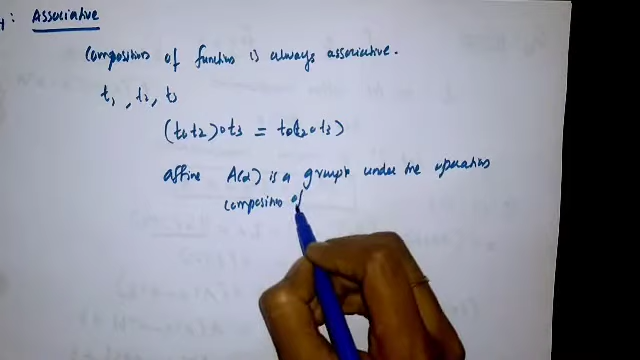 : Associative
Composition of function is always associative.
t1, t2, t3
(t1ot2)ot3 = t1o(t2ot3)
affine A(2) is a group under the operation
composition of